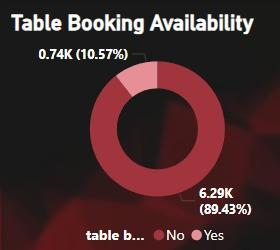 Table Booking Availability
0.74K (10.57%)
6.29K
(89.43%)
table b... No Yes